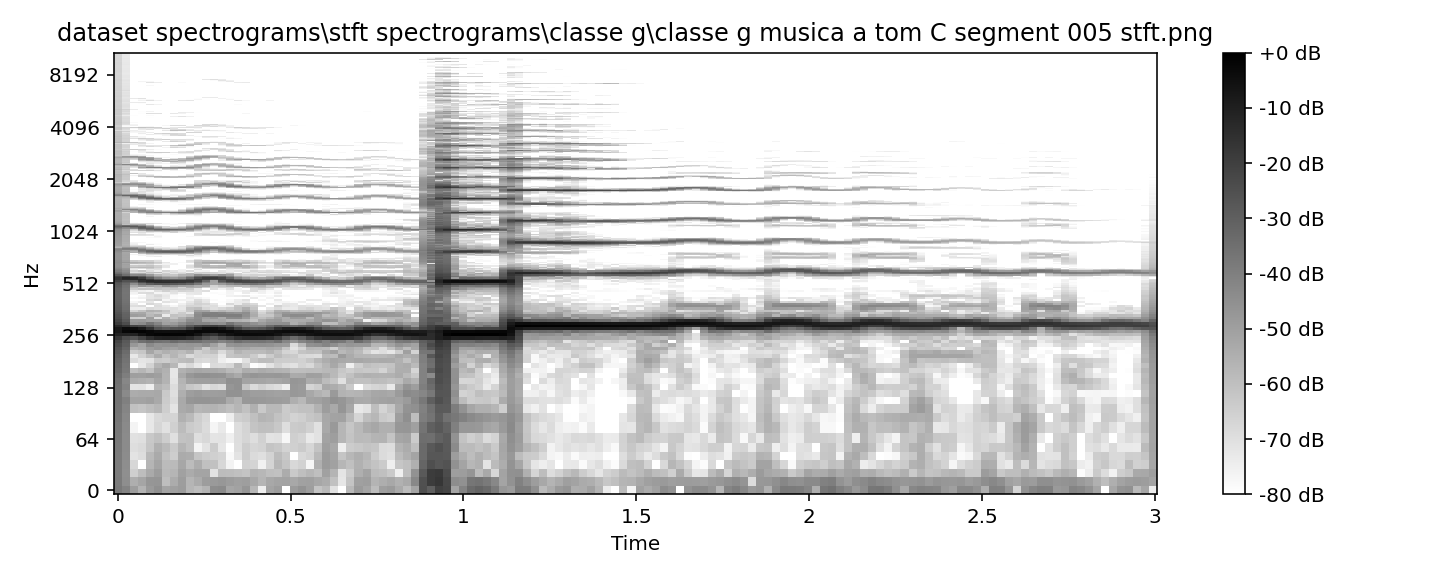 dataset spectrograms\stft spectrograms\classe g\classe g musica a tom C segment 005 stft.png
Hz
8192
4096
2048
1024
512
256
128
64
0
0
0.5
1
1.5
2
2.5
3
Time
+0 dB
-10 dB
-20 dB
-30 dB
-40 dB
-50 dB
-60 dB
-70 dB
-80 dB